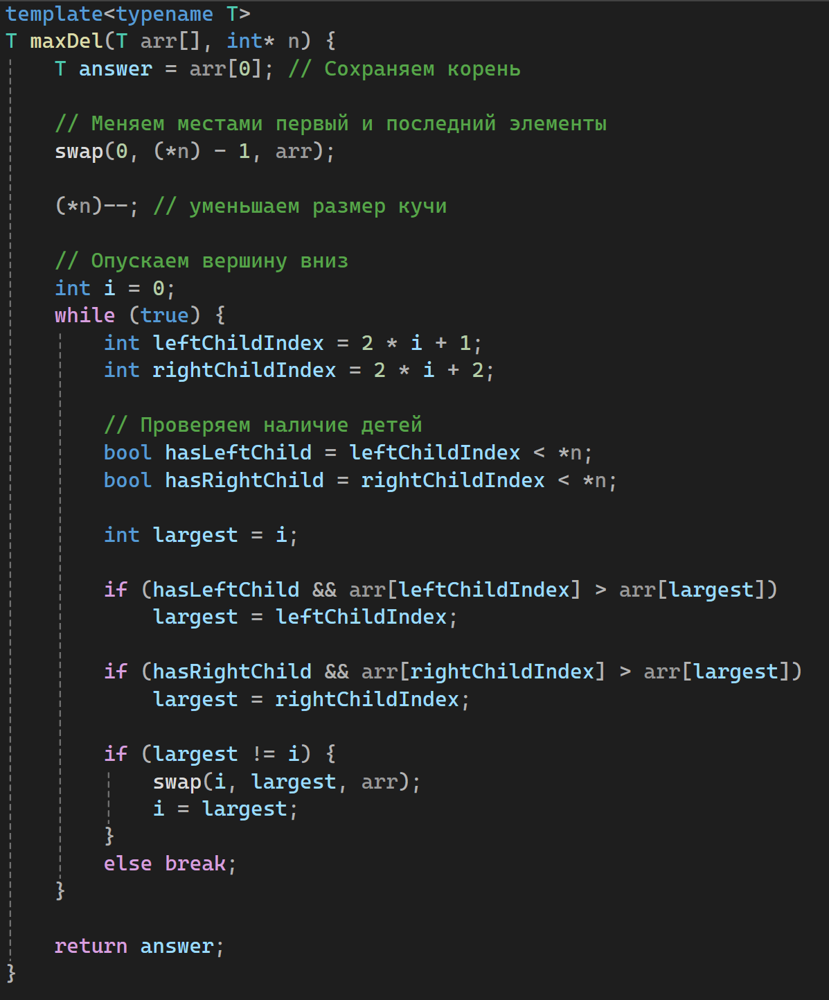 template<typename T>
T maxDel(T arr[], int* n) {
    T answer = arr[0]; // Сохраняем корень

    // Меняем местами первый и последний элементы
    swap(0, (*n) - 1, arr);

    (*n)--; // уменьшаем размер кучи

    // Опускаем вершину вниз
    int i = 0;
    while (true) {
        int leftChildIndex = 2 * i + 1;
        int rightChildIndex = 2 * i + 2;

        // Проверяем наличие детей
        bool hasLeftChild = leftChildIndex < *n;
        bool hasRightChild = rightChildIndex < *n;

        int largest = i;

        if (hasLeftChild && arr[leftChildIndex] > arr[largest])
            largest = leftChildIndex;

        if (hasRightChild && arr[rightChildIndex] > arr[largest])
            largest = rightChildIndex;

        if (largest != i) {
            swap(i, largest, arr);
            i = largest;
        }
        else break;
    }

    return answer;
}